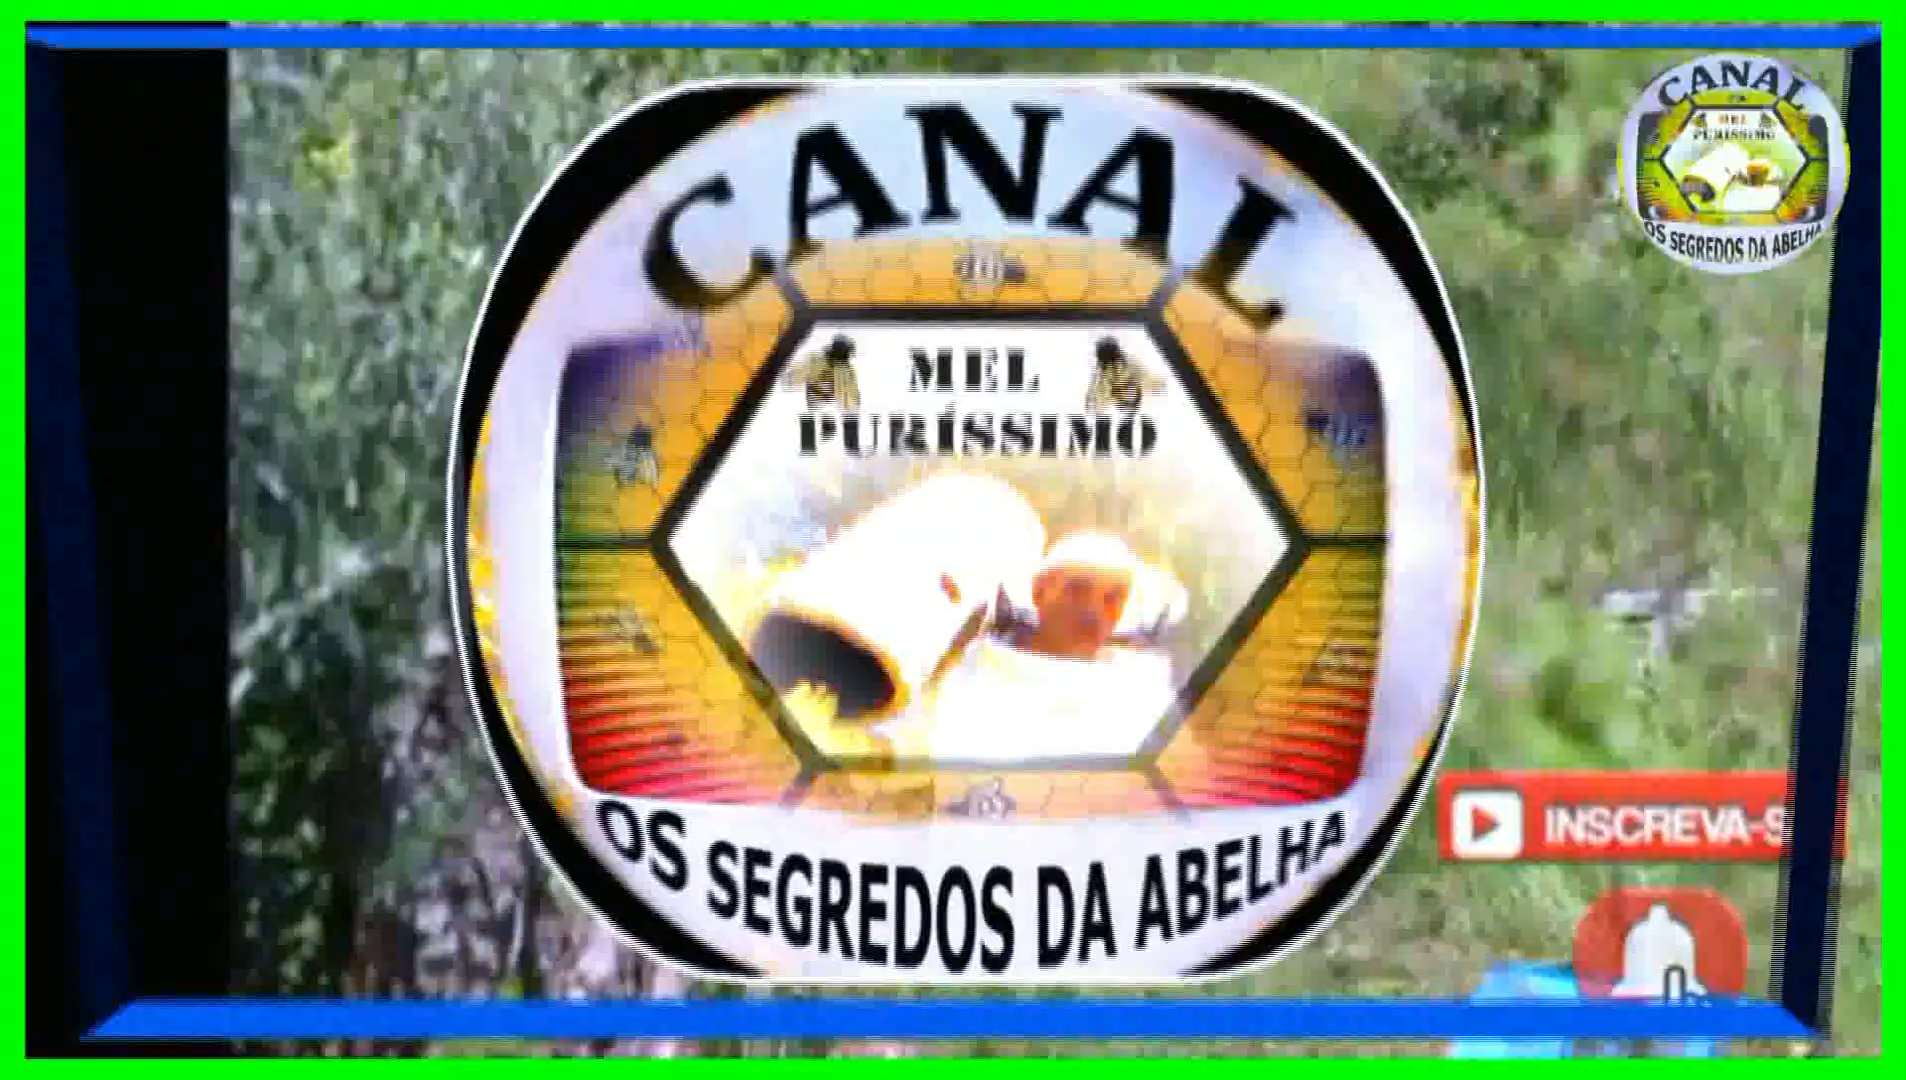 CANAL
MEL
PURÍSSIMO
OS SEGREDOS DA ABELHA
CANAL
MEL
PURÍSSIMO
OS SEGREDOS DA ABELHA
INSCREVA-S